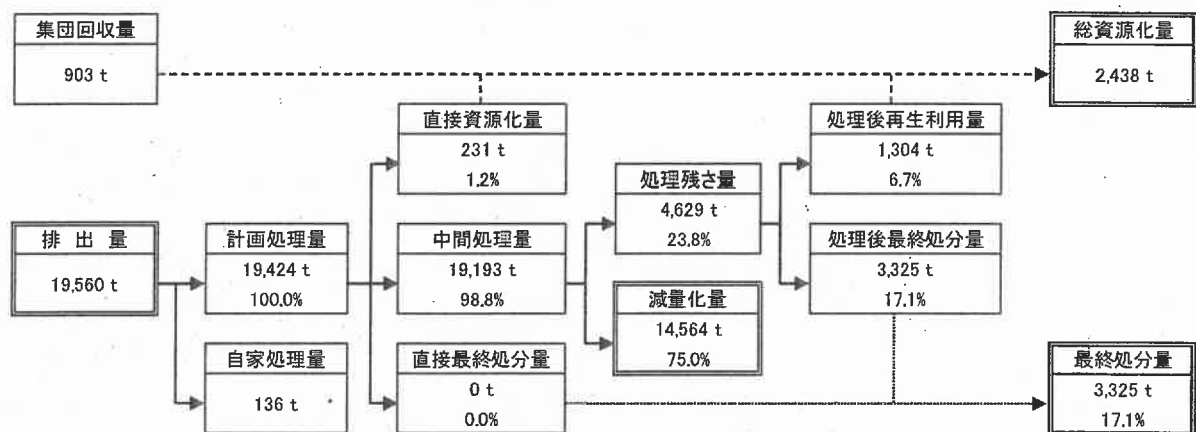 集団回収量
903 t
総資源化量
2,438 t
直接資源化量
231 t
1.2%
処理後再生利用量
1,304 t
6.7%
処理残さ量
4,629 t
23.8%
排 出 量
19,560 t
計画処理量
19,424 t
100.0%
中間処理量
19,193 t
98.8%
処理後最終処分量
3,325 t
17.1%
減量化量
14,564 t
75.0%
自家処理量
136 t
直接最終処分量
0 t
0.0%
最終処分量
3,325 t
17.1%